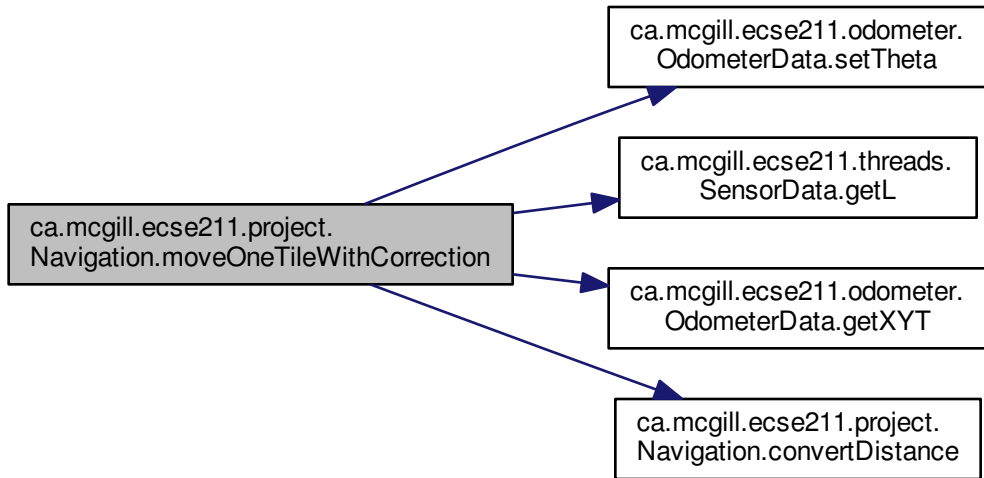 ca.mcgill.ecse211.project.
Navigation.moveOneTileWithCorrection
ca.mcgill.ecse211.odometer.
OdometerData.setTheta
ca.mcgill.ecse211.threads.
SensorData.getL
ca.mcgill.ecse211.odometer.
OdometerData.getXYT
ca.mcgill.ecse211.project.
Navigation.convertDistance